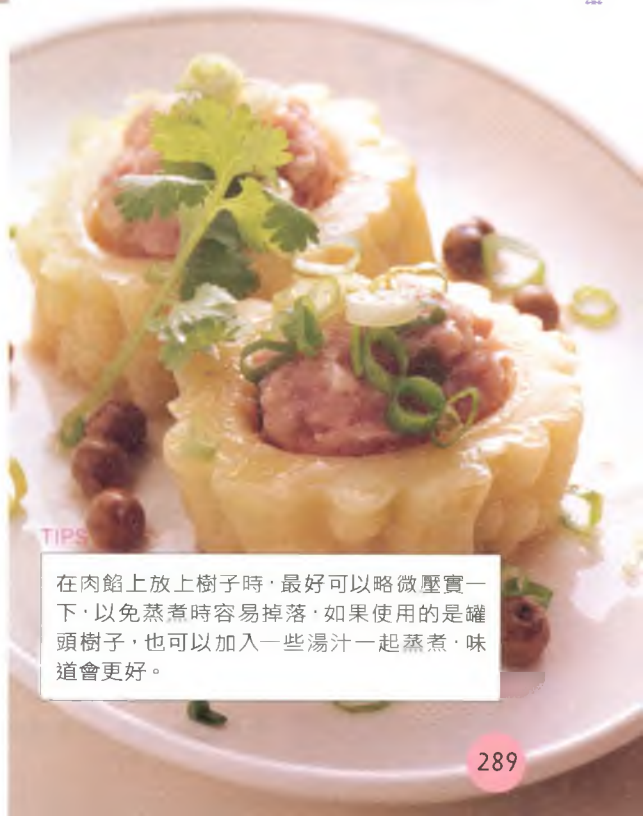 TIPS
在肉餡上放上樹子時，最好可以略微壓實一
下，以免蒸煮時容易掉落，如果使用的是罐
頭樹子，也可以加入一些湯汁一起蒸煮，味
道會更好。
289